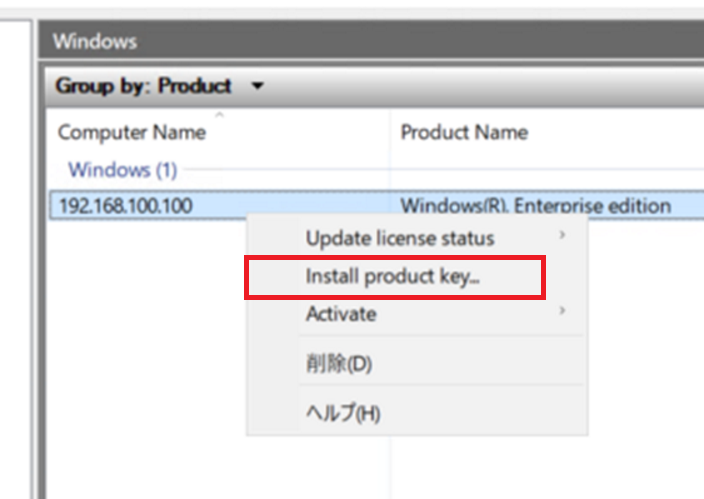 Windows
Group by: Product
Computer Name Product Name
Windows (1)
192.168.100.100 Windows(R), Enterprise edition
Update license status
Install product key...
Activate
削除(D)
ヘルプ(H)